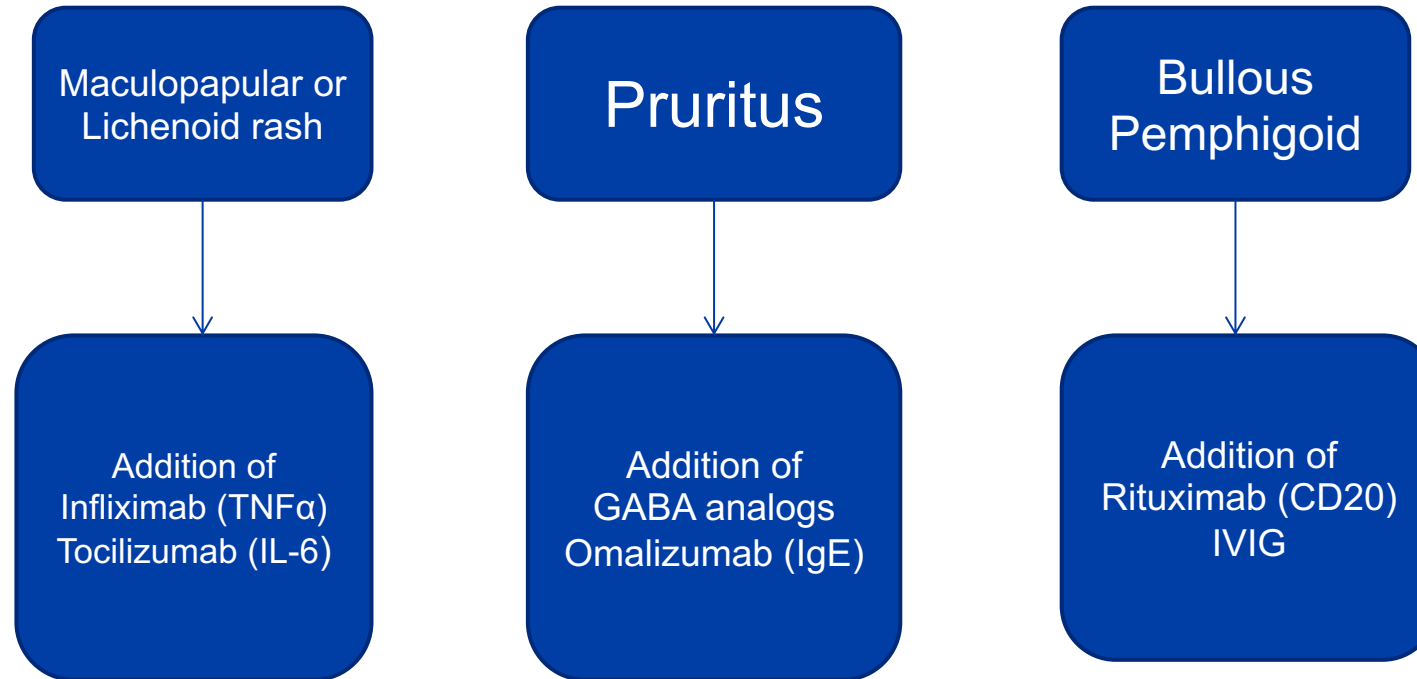 Maculopapular or
Lichenoid rash
Pruritus
Bullous
Pemphigoid
Addition of
Infliximab (TNFα)
Tocilizumab (IL-6)
Addition of
GABA analogs
Omalizumab (IgE)
Addition of
Rituximab (CD20)
IVIG